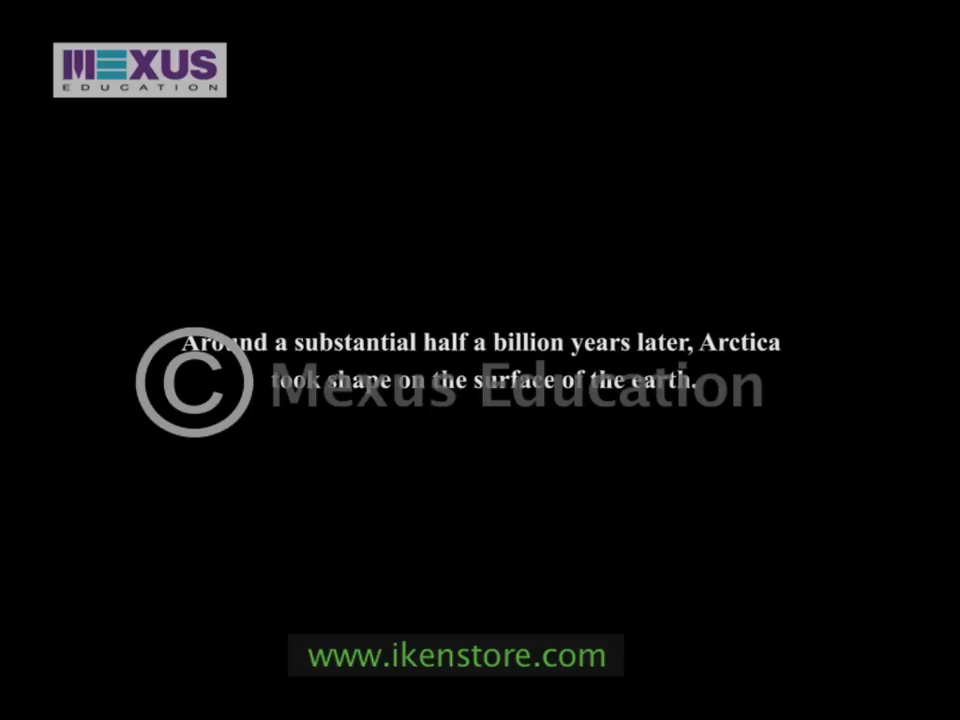 MEXUS
EDUCATION
Around a substantial half a billion years later, Arctica
took shape on the surface of the earth.
© Mexus Education
www.ikenstore.com